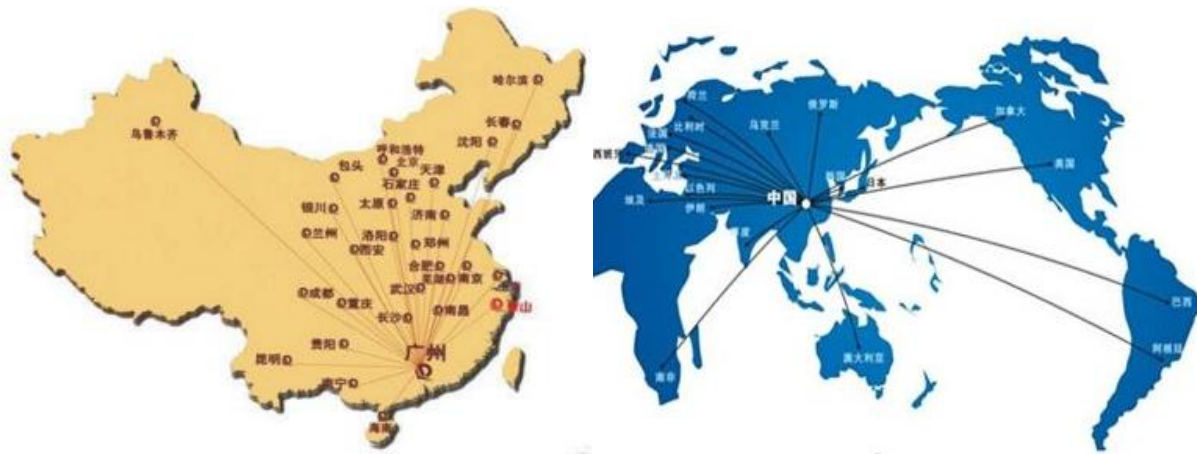 哈尔滨
长春
乌鲁木齐
沈阳
呼和浩特
北京
包头
天津
石家庄
银川
太原
济南
兰州
洛阳
郑州
西安
合肥
芜湖
南京
成都
武汉
重庆
长沙
南昌
贵阳
广州
昆明
南宁
海南
荷兰
俄罗斯
加拿大
法国
比利时
乌克兰
西班牙
美国
以色列
日本
埃及
伊朗
中国
巴西
阿根廷
澳大利亚
南非